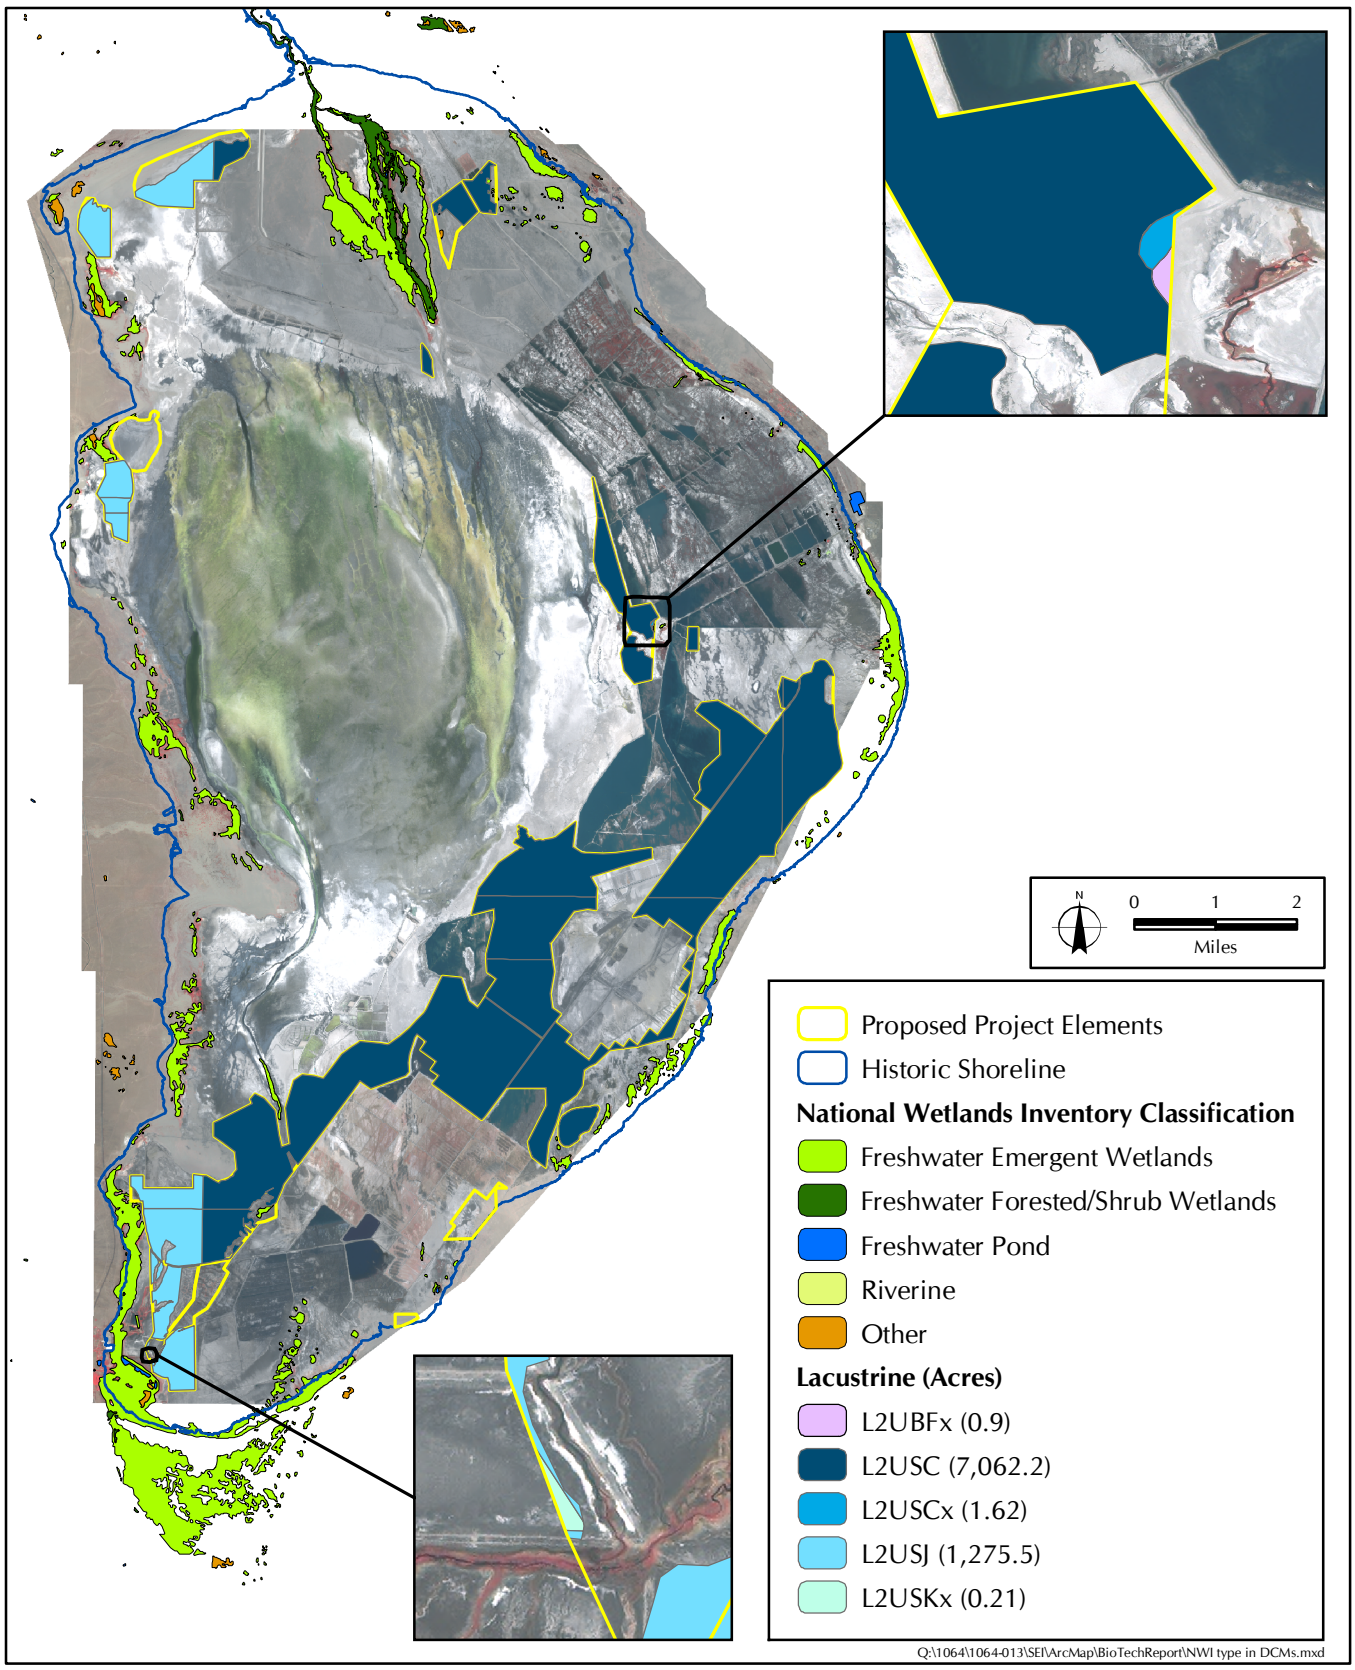 N
0 1 2
Miles
Proposed Project Elements
Historic Shoreline
National Wetlands Inventory Classification
Freshwater Emergent Wetlands
Freshwater Forested/Shrub Wetlands
Freshwater Pond
Riverine
Other
Lacustrine (Acres)
L2UBFx (0.9)
L2USC (7,062.2)
L2USCx (1.62)
L2USJ (1,275.5)
L2USKx (0.21)
Q:\1064\1064-013\SEI\ArcMap\BioTechReport\NWI type in DCMs.mxd